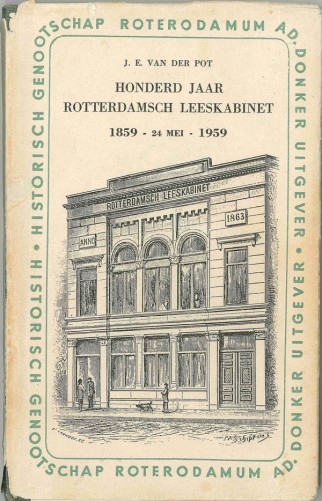 HISTORISCH GENOOTSCHAP ROTERODAMUM AD. DONKER UITGEVER •
HISTORISCH GENOOTSCHAP ROTERODAMUM AD. DONKER UITGEVER •
J. E. VAN DER POT
HONDERD JAAR
ROTTERDAMSCH LEESKABINET
1859 - 24 MEI - 1959
ROTTERDAMSCH LEESKABINET
ANNO
1863